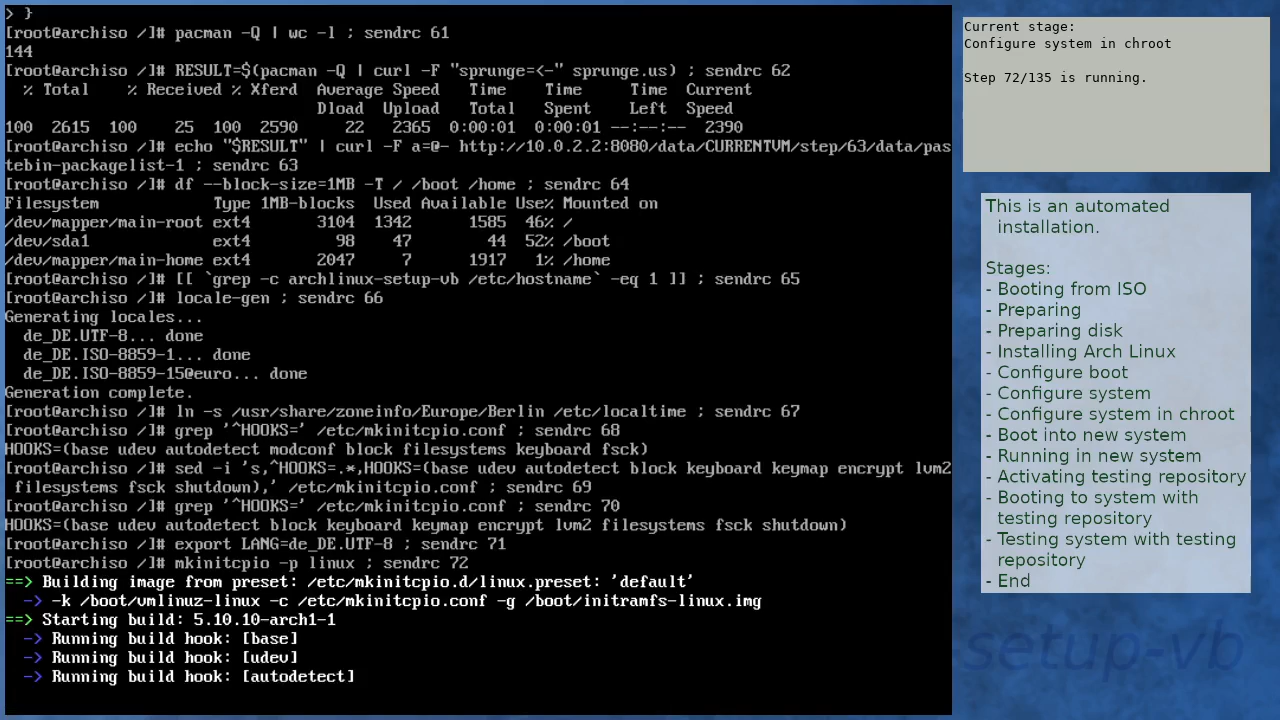 > }
[root@archiso /]# pacman -Q | wc -l ; sendrc 61
144
[root@archiso /]# RESULT=$(pacman -Q | curl -F "sprunge=<-" sprunge.us) ; sendrc 62
  % Total    % Received % Xferd  Average Speed   Time    Time     Time  Current
                                 Dload  Upload   Total   Spent    Left  Speed
100  2615  100    25  100  2590     22   2365  0:00:01  0:00:01 --:--:--  2390
[root@archiso /]# echo "$RESULT" | curl -F a=@- http://10.0.2.2:8080/data/CURRENTVM/step/63/data/pas
tebin-packagelist-1 ; sendrc 63
[root@archiso /]# df --block-size=1MB -T / /boot /home ; sendrc 64
Filesystem            Type 1MB-blocks  Used Available Use% Mounted on
/dev/mapper/main-root ext4       3104  1342      1585  46% /
/dev/sda1             ext4         98    47        44  52% /boot
/dev/mapper/main-home ext4       2047     7      1917   1% /home
[root@archiso /]# [[ `grep -c archlinux-setup-vb /etc/hostname` -eq 1 ]] ; sendrc 65
[root@archiso /]# locale-gen ; sendrc 66
Generating locales...
  de_DE.UTF-8... done
  de_DE.ISO-8859-1... done
  de_DE.ISO-8859-15@euro... done
Generation complete.
[root@archiso /]# ln -s /usr/share/zoneinfo/Europe/Berlin /etc/localtime ; sendrc 67
[root@archiso /]# grep '^HOOKS=' /etc/mkinitcpio.conf ; sendrc 68
HOOKS=(base udev autodetect modconf block filesystems keyboard fsck)
[root@archiso /]# sed -i 's,^HOOKS=.*,HOOKS=(base udev autodetect block keyboard keymap encrypt lvm2
 filesystems fsck shutdown),' /etc/mkinitcpio.conf ; sendrc 69
[root@archiso /]# grep '^HOOKS=' /etc/mkinitcpio.conf ; sendrc 70
HOOKS=(base udev autodetect block keyboard keymap encrypt lvm2 filesystems fsck shutdown)
[root@archiso /]# export LANG=de_DE.UTF-8 ; sendrc 71
[root@archiso /]# mkinitcpio -p linux ; sendrc 72
==> Building image from preset: /etc/mkinitcpio.d/linux.preset: 'default'
  -> -k /boot/vmlinuz-linux -c /etc/mkinitcpio.conf -g /boot/initramfs-linux.img
==> Starting build: 5.10.10-arch1-1
  -> Running build hook: [base]
  -> Running build hook: [udev]
  -> Running build hook: [autodetect]
Current stage:
Configure system in chroot
Step 72/135 is running.
This is an automated
installation.
Stages:
- Booting from ISO
- Preparing
- Preparing disk
- Installing Arch Linux
- Configure boot
- Configure system
- Configure system in chroot
- Boot into new system
- Running in new system
- Activating testing repository
- Booting to system with
testing repository
- Testing system with testing
repository
- End
setup-vb